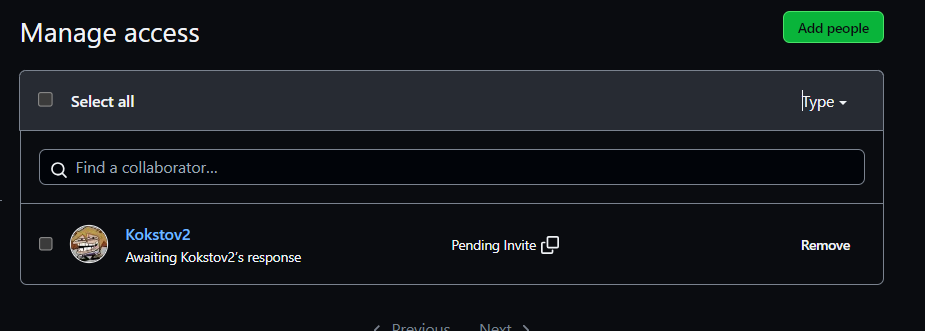 Manage access
Add people
Select all
Type
Find a collaborator...
Kokstov2
Awaiting Kokstov2's response
Pending Invite
Remove
Previous
Next